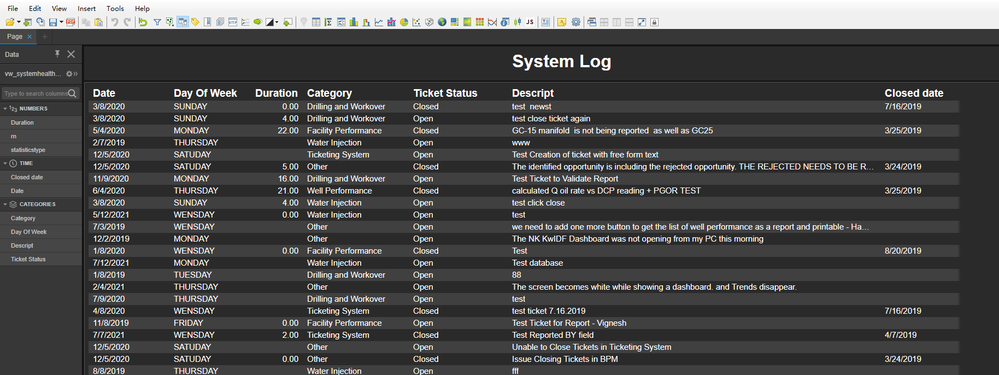 File Edit View Insert Tools Help
PDF HTTP JS
Page
Data
vw_systemhealth...
Type to search columns
123 NUMBERS
Duration
rn
statisticstype
TIME
Closed date
Date
CATEGORIES
Category
Day Of Week
Descript
Ticket Status
System Log
Date Day Of Week Duration Category Ticket Status Descript Closed date
3/8/2020 SUNDAY 0.00 Drilling and Workover Closed test newst 7/16/2019
3/8/2020 SUNDAY 4.00 Drilling and Workover Open test close ticket again
5/4/2020 MONDAY 22.00 Facility Performance Closed GC-15 manifold is not being reported as well as GC25 3/25/2019
2/7/2019 THURSDAY Water Injection Open www
12/5/2020 SATUDAY Ticketing System Open Test Creation of ticket with free form text
12/5/2020 SATUDAY 5.00 Other Closed The identified opportunity is including the rejected opportunity. THE REJECTED NEEDS TO BE R... 3/24/2019
11/9/2020 MONDAY 16.00 Drilling and Workover Open Test Ticket to Validate Report
6/4/2020 THURSDAY 21.00 Well Performance Closed calculated Q oil rate vs DCP reading + PGOR TEST 3/25/2019
3/8/2020 SUNDAY 4.00 Water Injection Open test click close
5/12/2021 WENSDAY 0.00 Water Injection Open test
7/3/2019 WENSDAY Other Open we need to add one more button to get the list of well performance as a report and printable - Ha...
12/2/2019 MONDAY Other Open The NK KwIDF Dashboard was not opening from my PC this morning
1/8/2020 WENSDAY 0.00 Facility Performance Closed Test 8/20/2019
7/12/2021 MONDAY Water Injection Open Test database
1/8/2019 TUESDAY Drilling and Workover Open 88
2/4/2021 THURSDAY Other Open The screen becomes white while showing a dashboard. and Trends disappear.
7/9/2020 THURSDAY Drilling and Workover Open test
4/8/2020 WENSDAY Ticketing System Closed test ticket 7.16.2019 7/16/2019
11/8/2019 FRIDAY 0.00 Facility Performance Open Test Ticket for Report - Vignesh
7/7/2021 WENSDAY 2.00 Ticketing System Closed Test Reported BY field 4/7/2019
12/5/2020 SATUDAY Other Open Unable to Close Tickets in Ticketing System
12/5/2020 SATUDAY 0.00 Other Closed Issue Closing Tickets in BPM 3/24/2019
8/8/2019 THURSDAY Water Injection Open fff